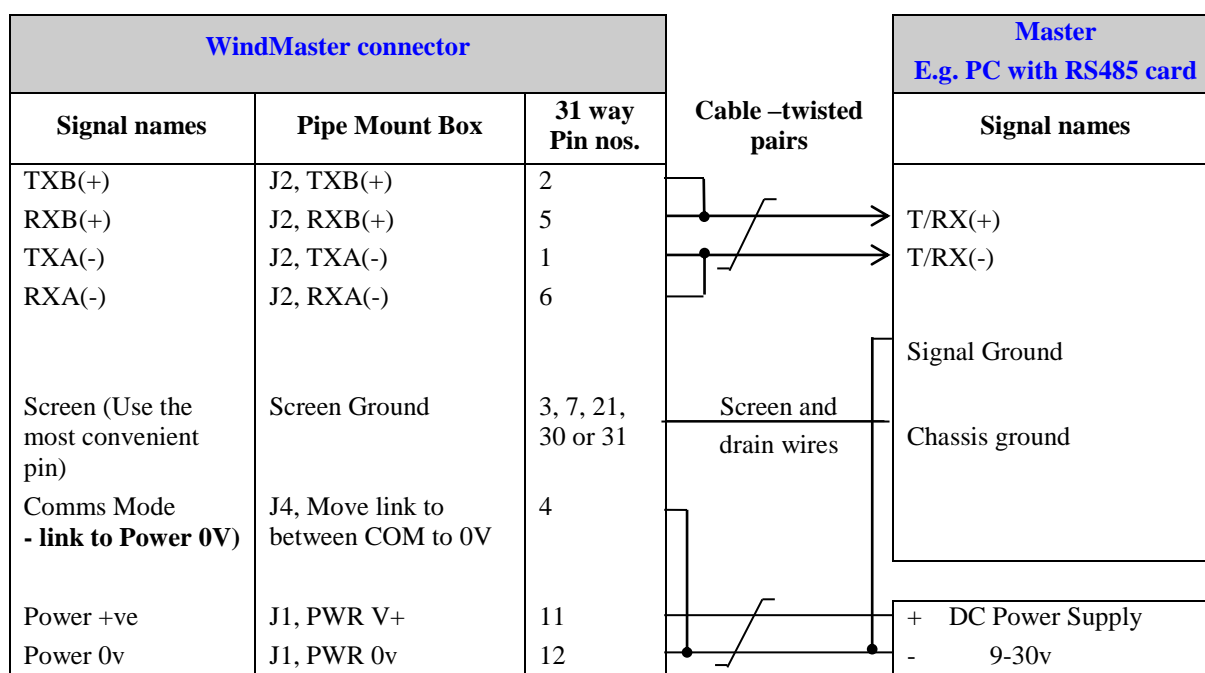 WindMaster connector
Master
E.g. PC with RS485 card
Signal names
Pipe Mount Box
31 way
Pin nos.
Cable –twisted
pairs
Signal names
TXB(+) J2, TXB(+) 2
RXB(+) J2, RXB(+) 5 T/RX(+)
TXA(-) J2, TXA(-) 1 T/RX(-)
RXA(-) J2, RXA(-) 6
Signal Ground
Screen (Use the
most convenient
pin)
Screen Ground
3, 7, 21,
30 or 31
Screen and
drain wires
Chassis ground
Comms Mode
- link to Power 0V)
J4, Move link to
between COM to 0V
4
Power +ve J1, PWR V+ 11 + DC Power Supply
Power 0v J1, PWR 0v 12 - 9-30v